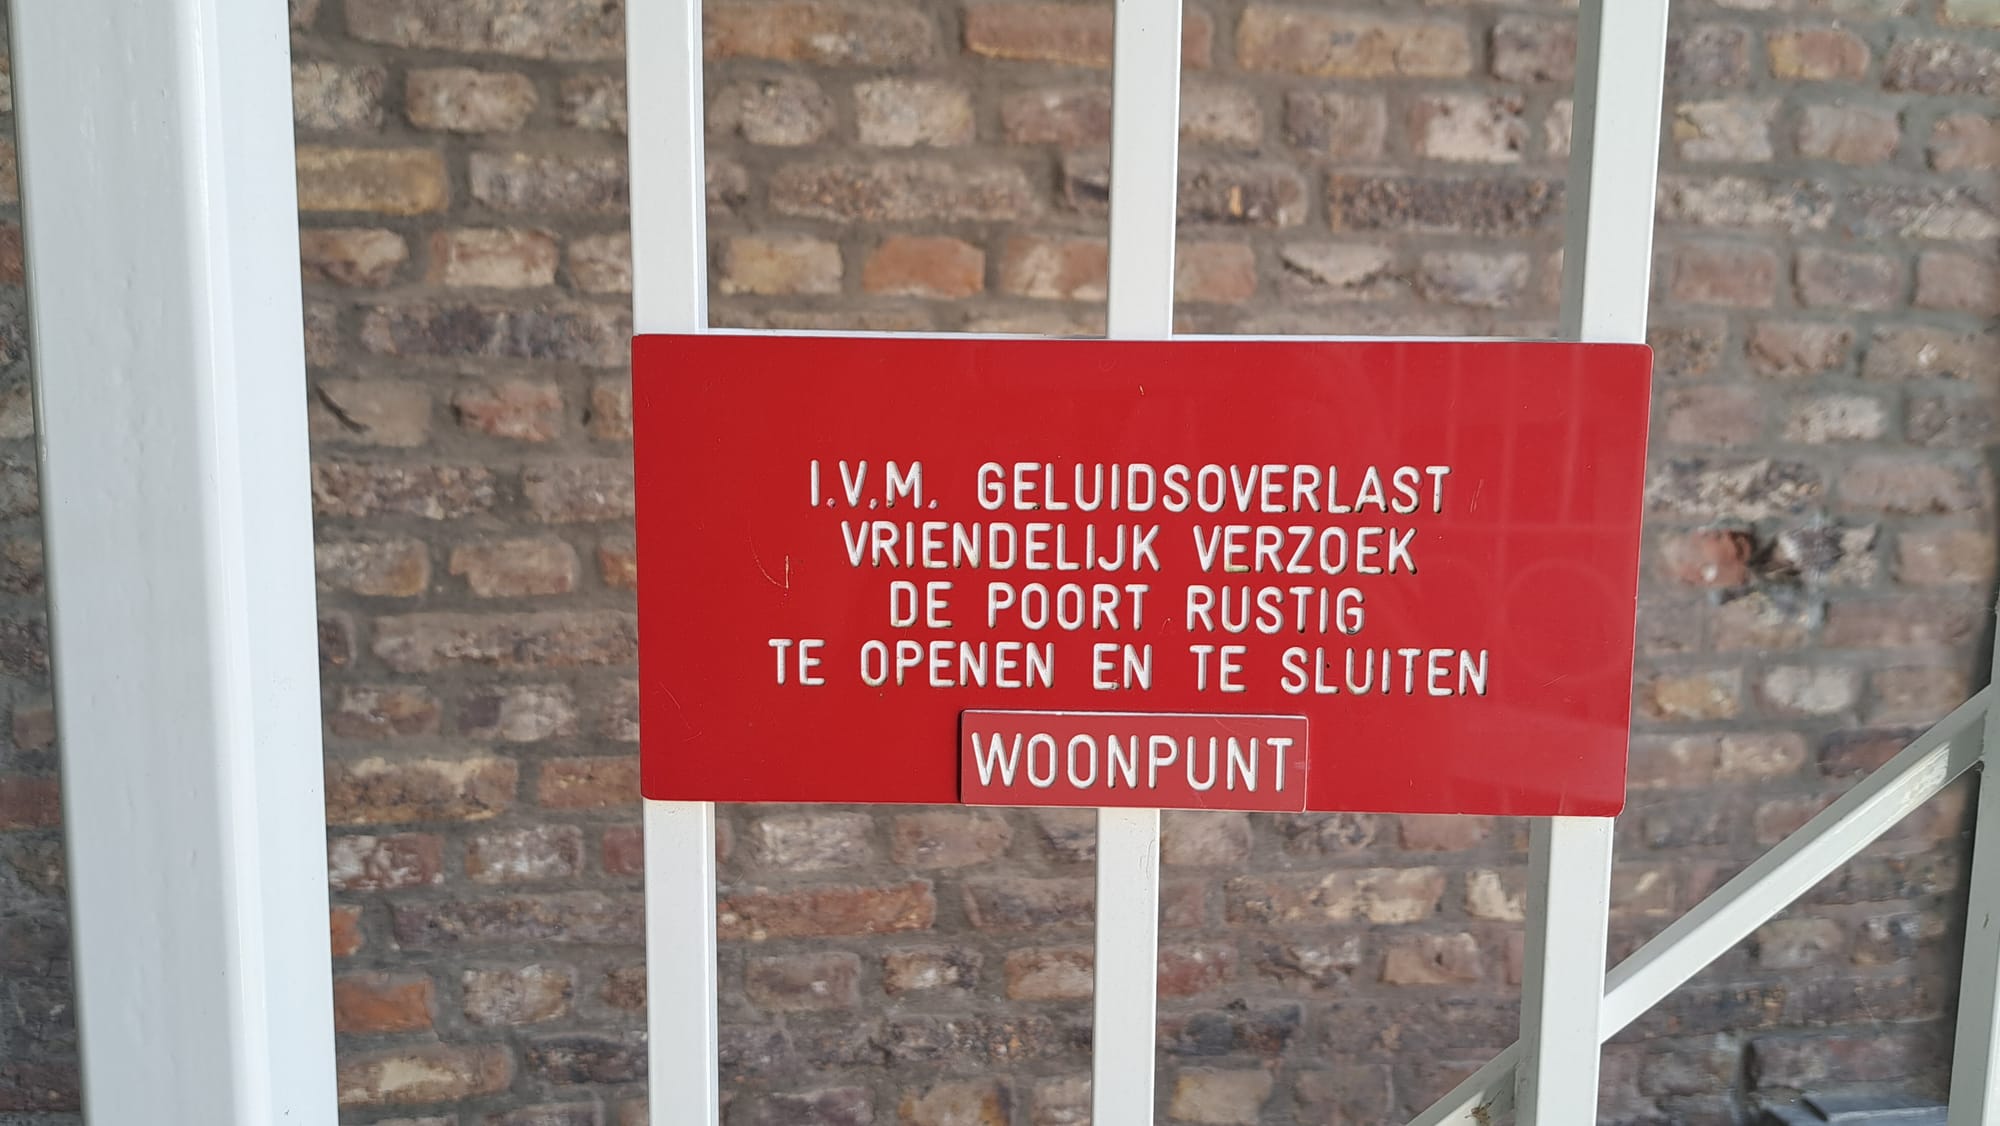 I.V.M. GELUIDSOVERLAST
VRIENDELIJK VERZOEK
DE POORT RUSTIG
TE OPENEN EN TE SLUITEN
WOONPUNT